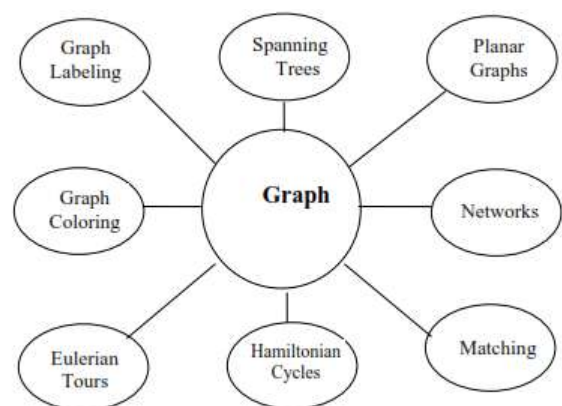 Graph
Labeling
Spanning
Trees
Planar
Graphs
Graph
Coloring
Graph
Networks
Eulerian
Tours
Hamiltonian
Cycles
Matching